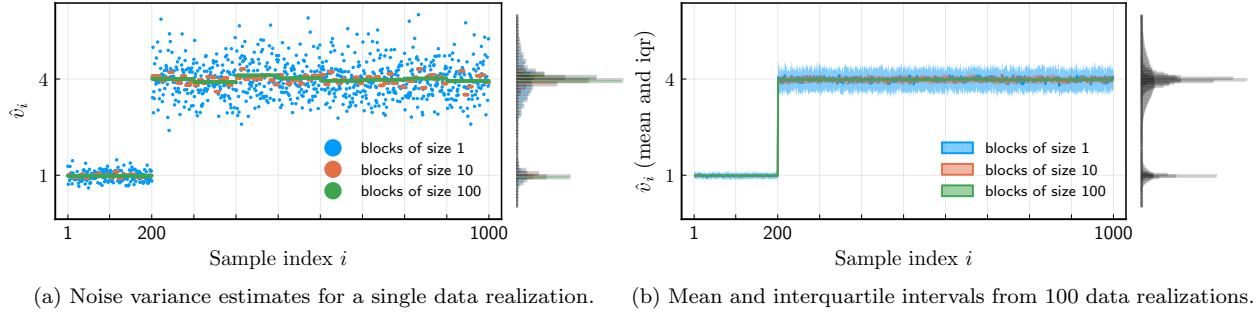 4
1
v̂ᵢ
blocks of size 1
blocks of size 10
blocks of size 100
1
200
1000
Sample index i
(a) Noise variance estimates for a single data realization.
4
1
v̂ᵢ (mean and iqr)
blocks of size 1
blocks of size 10
blocks of size 100
1
200
1000
Sample index i
(b) Mean and interquartile intervals from 100 data realizations.